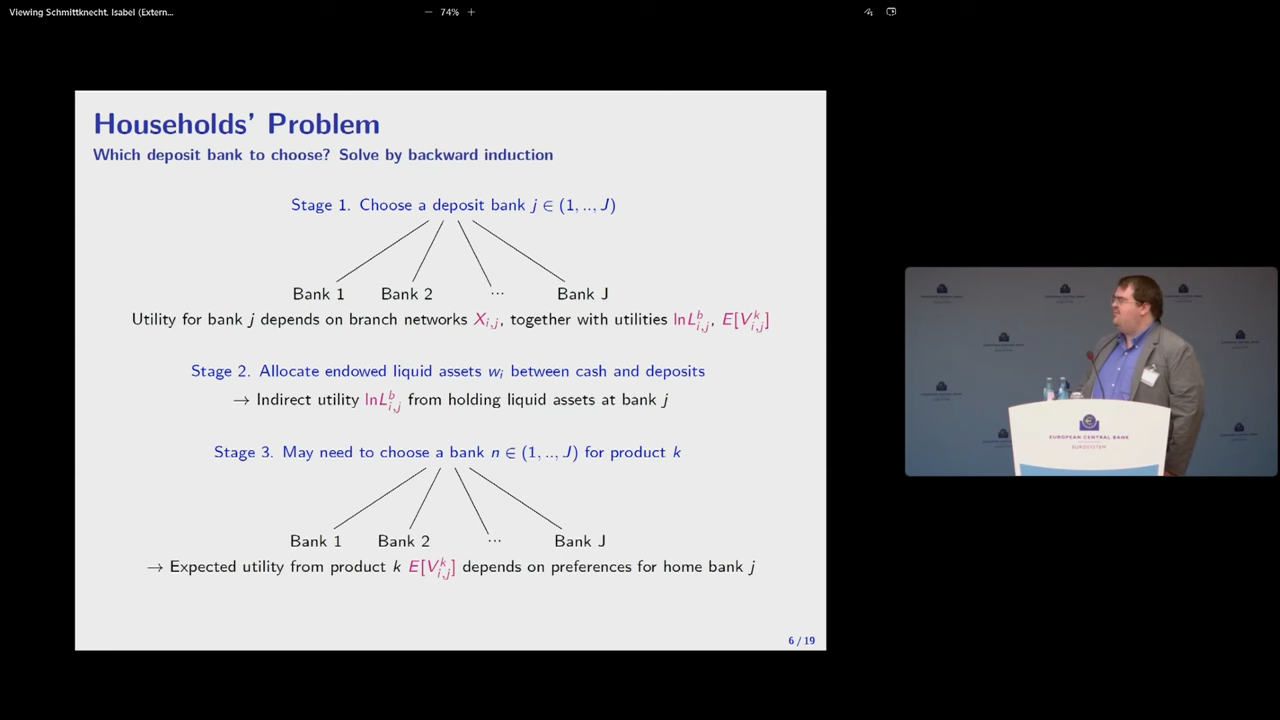 Viewing Schmittknecht, Isabel (Extern...
− 74% +
Households' Problem
Which deposit bank to choose? Solve by backward induction
Stage 1. Choose a deposit bank j ∈ (1, .., J)
Bank 1 Bank 2 ... Bank J
Utility for bank j depends on branch networks X_{i,j}, together with utilities lnL^b_{i,j}, E[V^k_{i,j}]
Stage 2. Allocate endowed liquid assets w_i between cash and deposits
→ Indirect utility lnL^b_{i,j} from holding liquid assets at bank j
Stage 3. May need to choose a bank n ∈ (1, .., J) for product k
Bank 1 Bank 2 ... Bank J
→ Expected utility from product k E[V^k_{i,j}] depends on preferences for home bank j
6 / 19
EUROPEAN CENTRAL BANK
EUROSYSTEM